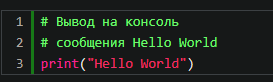 1 # Вывод на консоль
2 # сообщения Hello World
3 print("Hello World")